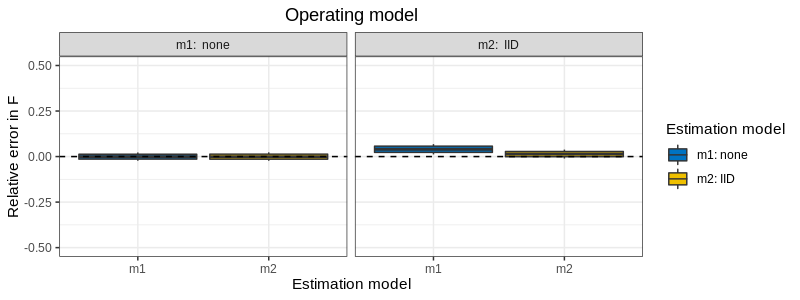 Operating model
m1: none
m2: IID
Relative error in F
0.50
0.25
0.00
-0.25
-0.50
m1
m2
m1
m2
Estimation model
Estimation model
m1: none
m2: IID